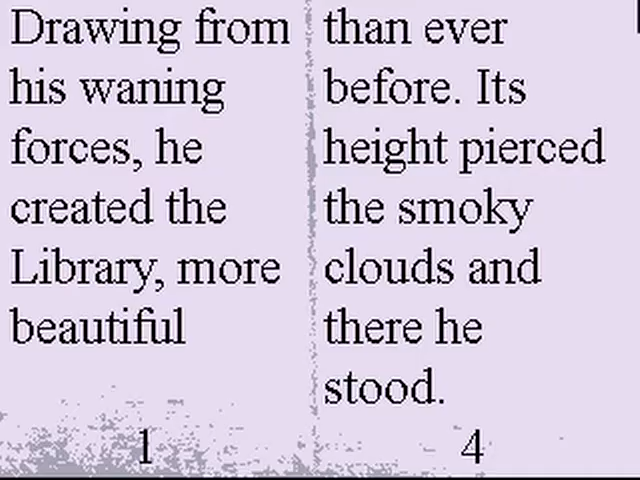 Drawing from
his waning
forces, he
created the
Library, more
beautiful
1
than ever
before. Its
height pierced
the smoky
clouds and
there he
stood.
4